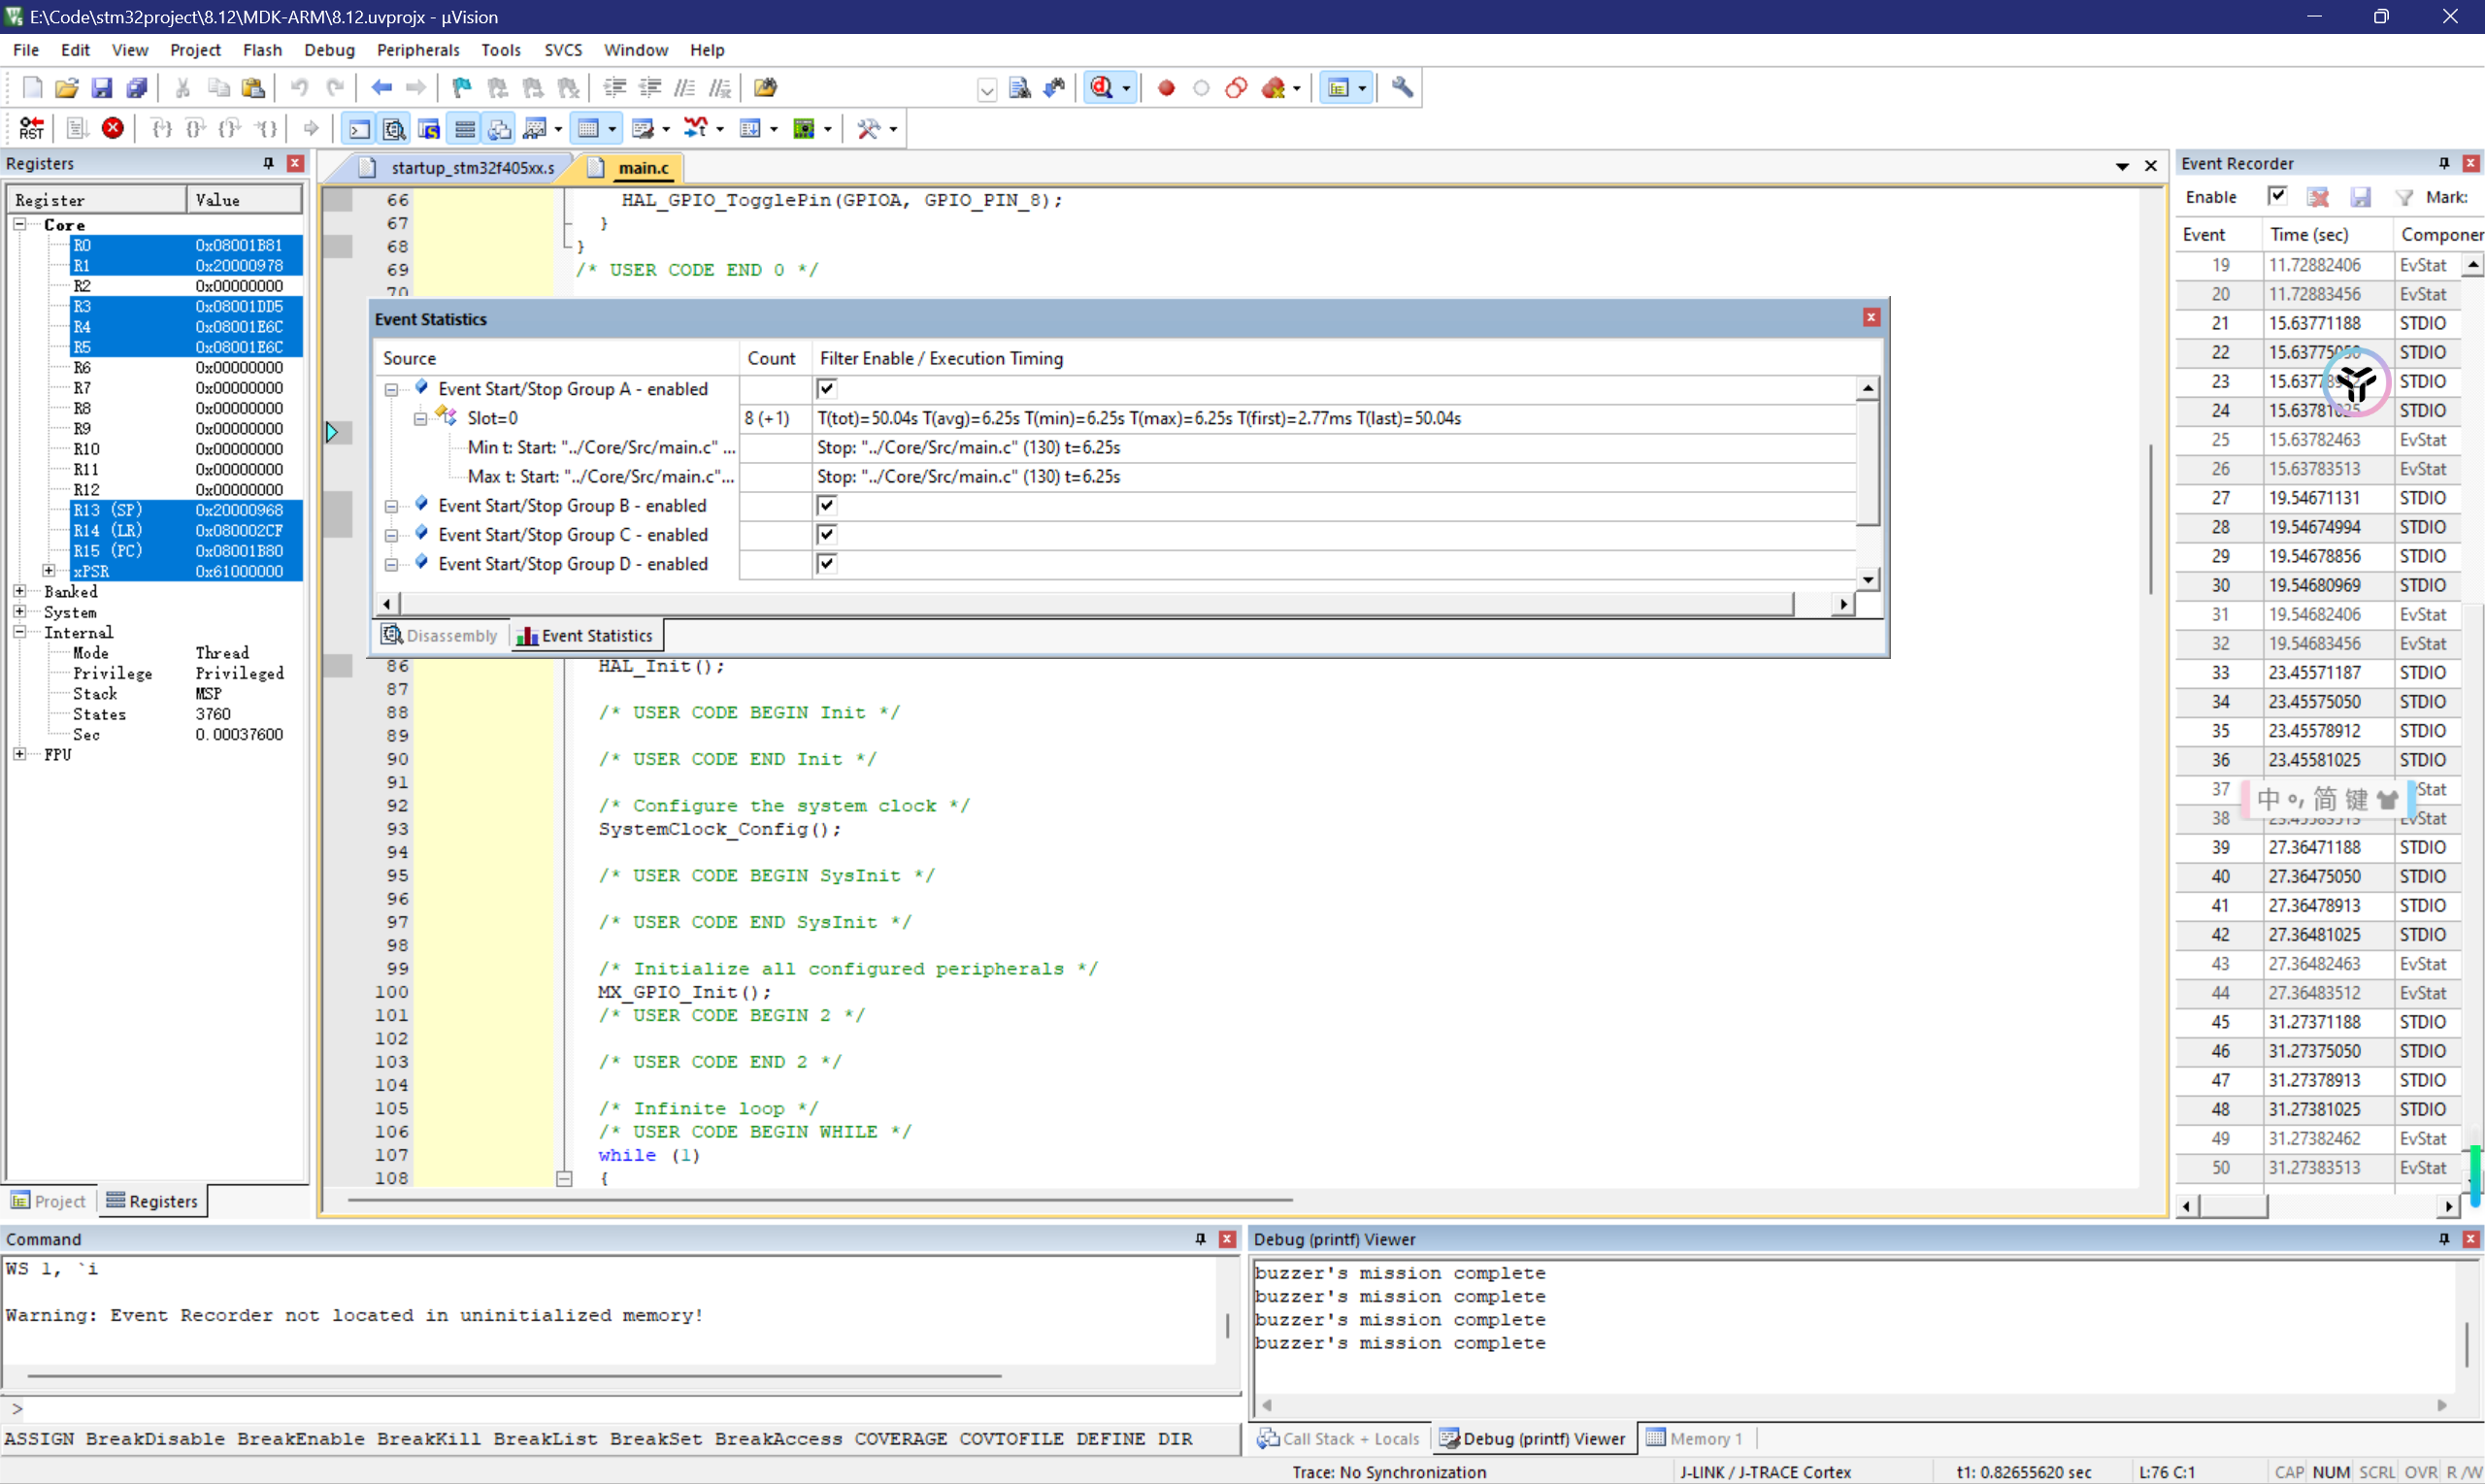 E:\Code\stm32project\8.12\MDK-ARM\8.12.uvprojx - µVision
File Edit View Project Flash Debug Peripherals Tools SVCS Window Help
RST
Registers
Register Value
Core
R0 0x08001B81
R1 0x20000978
R2 0x00000000
R3 0x08001DD5
R4 0x08001E6C
R5 0x08001E6C
R6 0x00000000
R7 0x00000000
R8 0x00000000
R9 0x00000000
R10 0x00000000
R11 0x00000000
R12 0x00000000
R13 (SP) 0x20000968
R14 (LR) 0x080002CF
R15 (PC) 0x08001B80
xPSR 0x61000000
Banked
System
Internal
Mode Thread
Privilege Privileged
Stack MSP
States 3760
Sec 0.00037600
FPU
Project Registers
startup_stm32f405xx.s main.c
66 HAL_GPIO_TogglePin(GPIOA, GPIO_PIN_8);
67 }
68 }
69 /* USER CODE END 0 */
70
Event Statistics
Source Count Filter Enable / Execution Timing
Event Start/Stop Group A - enabled
Slot=0 8 (+1) T(tot)=50.04s T(avg)=6.25s T(min)=6.25s T(max)=6.25s T(first)=2.77ms T(last)=50.04s
Min t: Start: "../Core/Src/main.c" ... Stop: "../Core/Src/main.c" (130) t=6.25s
Max t: Start: "../Core/Src/main.c"... Stop: "../Core/Src/main.c" (130) t=6.25s
Event Start/Stop Group B - enabled
Event Start/Stop Group C - enabled
Event Start/Stop Group D - enabled
Disassembly Event Statistics
86 HAL_Init();
87
88 /* USER CODE BEGIN Init */
89
90 /* USER CODE END Init */
91
92 /* Configure the system clock */
93 SystemClock_Config();
94
95 /* USER CODE BEGIN SysInit */
96
97 /* USER CODE END SysInit */
98
99 /* Initialize all configured peripherals */
100 MX_GPIO_Init();
101 /* USER CODE BEGIN 2 */
102
103 /* USER CODE END 2 */
104
105 /* Infinite loop */
106 /* USER CODE BEGIN WHILE */
107 while (1)
108 {
Event Recorder
Enable Mark:
Event Time (sec) Componen
19 11.72882406 EvStat
20 11.72883456 EvStat
21 15.63771188 STDIO
22 15.63775050 STDIO
23 STDIO
24 STDIO
25 15.63782463 EvStat
26 15.63783513 EvStat
27 19.54671131 STDIO
28 19.54674994 STDIO
29 19.54678856 STDIO
30 19.54680969 STDIO
31 19.54682406 EvStat
32 19.54683456 EvStat
33 23.45571187 STDIO
34 23.45575050 STDIO
35 23.45578912 STDIO
36 23.45581025 STDIO
37
中 简 键
38 EvStat
39 27.36471188 STDIO
40 27.36475050 STDIO
41 27.36478913 STDIO
42 27.36481025 STDIO
43 27.36482463 EvStat
44 27.36483512 EvStat
45 31.27371188 STDIO
46 31.27375050 STDIO
47 31.27378913 STDIO
48 31.27381025 STDIO
49 31.27382462 EvStat
50 31.27383513 EvStat
Command
WS 1, `i
Warning: Event Recorder not located in uninitialized memory!
>
ASSIGN BreakDisable BreakEnable BreakKill BreakList BreakSet BreakAccess COVERAGE COVTOFILE DEFINE DIR
Debug (printf) Viewer
buzzer's mission complete
buzzer's mission complete
buzzer's mission complete
buzzer's mission complete
Call Stack + Locals Debug (printf) Viewer Memory 1
Trace: No Synchronization J-LINK / J-TRACE Cortex t1: 0.82655620 sec L:76 C:1 CAP NUM SCRL OVR R/W